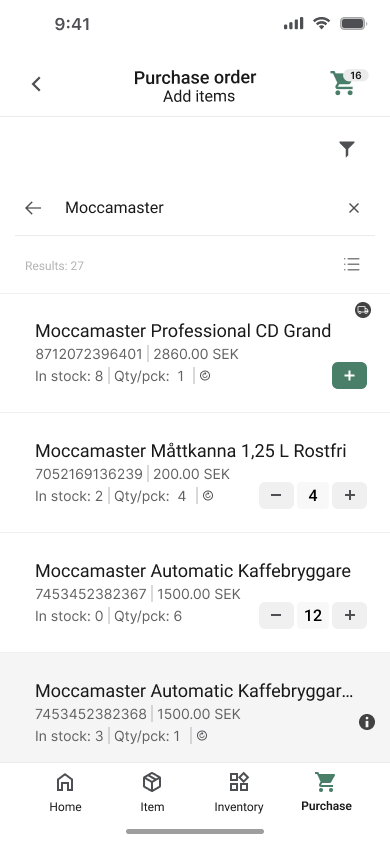 9:41
Purchase order
Add items
16
Moccamaster
Results: 27
Moccamaster Professional CD Grand
8712072396401 | 2860.00 SEK
In stock: 8 | Qty/pck: 1 |
Moccamaster Måttkanna 1,25 L Rostfri
7052169136239 | 200.00 SEK
In stock: 2 | Qty/pck: 4 |
4
Moccamaster Automatic Kaffebryggare
7453452382367 | 1500.00 SEK
In stock: 0 | Qty/pck: 6
12
Moccamaster Automatic Kaffebryggar...
7453452382368 | 1500.00 SEK
In stock: 3 | Qty/pck: 1 |
Home Item Inventory Purchase